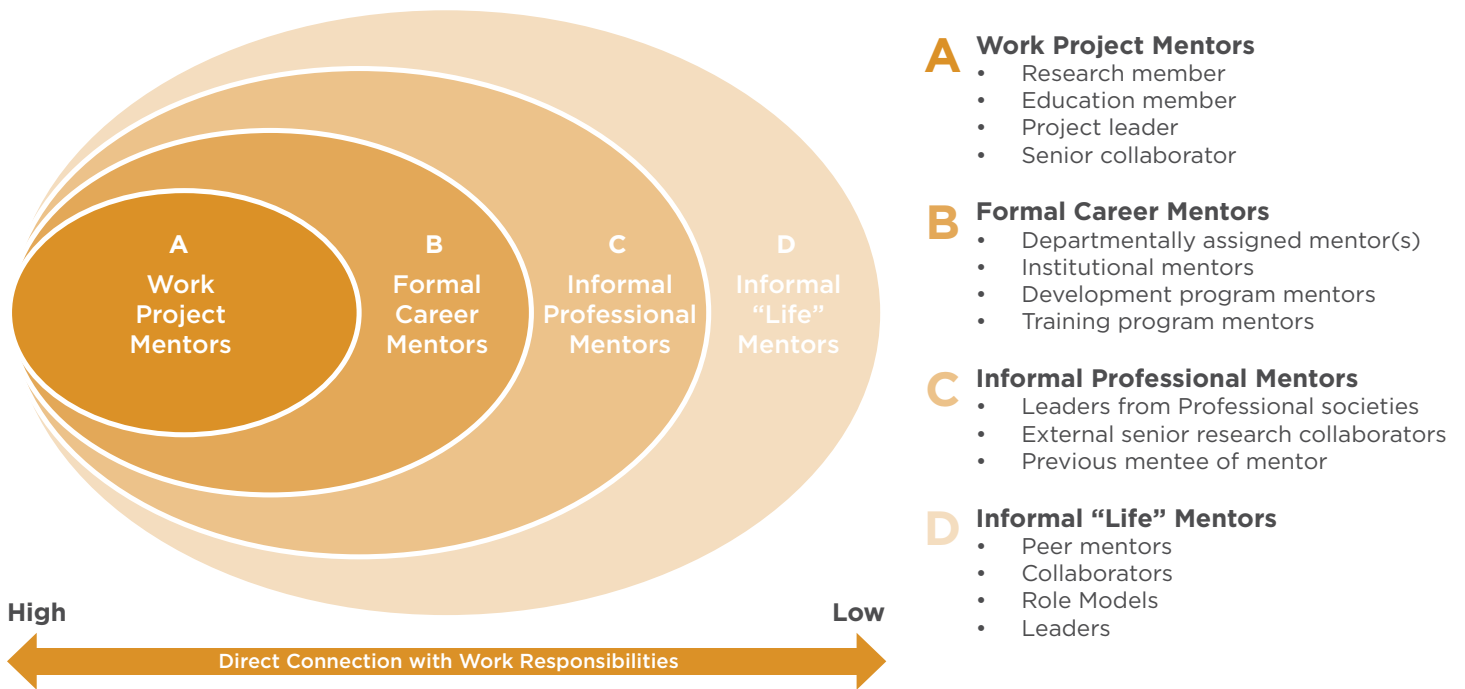 A
Work
Project
Mentors
B
Formal
Career
Mentors
C
Informal
Professional
Mentors
D
Informal
“Life”
Mentors
High
Low
Direct Connection with Work Responsibilities
A Work Project Mentors
• Research member
• Education member
• Project leader
• Senior collaborator
B Formal Career Mentors
• Departmentally assigned mentor(s)
• Institutional mentors
• Development program mentors
• Training program mentors
C Informal Professional Mentors
• Leaders from Professional societies
• External senior research collaborators
• Previous mentee of mentor
D Informal “Life” Mentors
• Peer mentors
• Collaborators
• Role Models
• Leaders